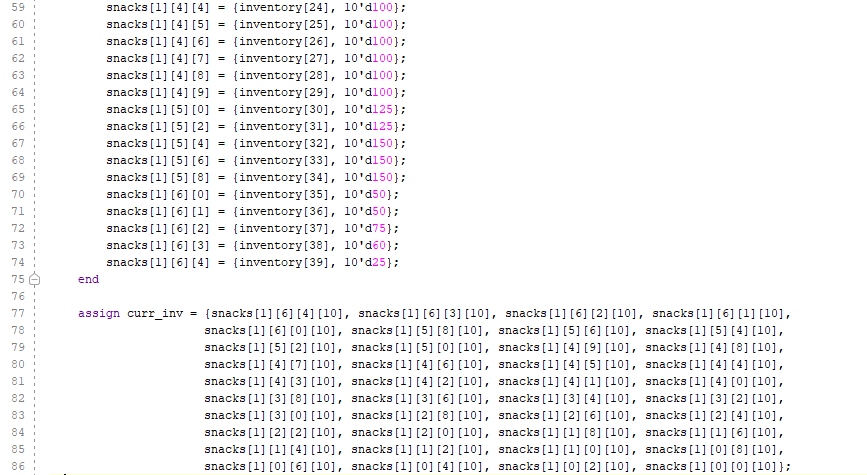 59 snacks[1][4][4] = {inventory[24], 10'd100};
60 snacks[1][4][5] = {inventory[25], 10'd100};
61 snacks[1][4][6] = {inventory[26], 10'd100};
62 snacks[1][4][7] = {inventory[27], 10'd100};
63 snacks[1][4][8] = {inventory[28], 10'd100};
64 snacks[1][4][9] = {inventory[29], 10'd100};
65 snacks[1][5][0] = {inventory[30], 10'd125};
66 snacks[1][5][2] = {inventory[31], 10'd125};
67 snacks[1][5][4] = {inventory[32], 10'd150};
68 snacks[1][5][6] = {inventory[33], 10'd150};
69 snacks[1][5][8] = {inventory[34], 10'd150};
70 snacks[1][6][0] = {inventory[35], 10'd50};
71 snacks[1][6][1] = {inventory[36], 10'd50};
72 snacks[1][6][2] = {inventory[37], 10'd75};
73 snacks[1][6][3] = {inventory[38], 10'd60};
74 snacks[1][6][4] = {inventory[39], 10'd25};
75 end
76
77 assign curr_inv = {snacks[1][6][4][10], snacks[1][6][3][10], snacks[1][6][2][10], snacks[1][6][1][10],
78 snacks[1][6][0][10], snacks[1][5][8][10], snacks[1][5][6][10], snacks[1][5][4][10],
79 snacks[1][5][2][10], snacks[1][5][0][10], snacks[1][4][9][10], snacks[1][4][8][10],
80 snacks[1][4][7][10], snacks[1][4][6][10], snacks[1][4][5][10], snacks[1][4][4][10],
81 snacks[1][4][3][10], snacks[1][4][2][10], snacks[1][4][1][10], snacks[1][4][0][10],
82 snacks[1][3][8][10], snacks[1][3][6][10], snacks[1][3][4][10], snacks[1][3][2][10],
83 snacks[1][3][0][10], snacks[1][2][8][10], snacks[1][2][6][10], snacks[1][2][4][10],
84 snacks[1][2][2][10], snacks[1][2][0][10], snacks[1][1][8][10], snacks[1][1][6][10],
85 snacks[1][1][4][10], snacks[1][1][2][10], snacks[1][1][0][10], snacks[1][0][8][10],
86 snacks[1][0][6][10], snacks[1][0][4][10], snacks[1][0][2][10], snacks[1][0][0][10]};